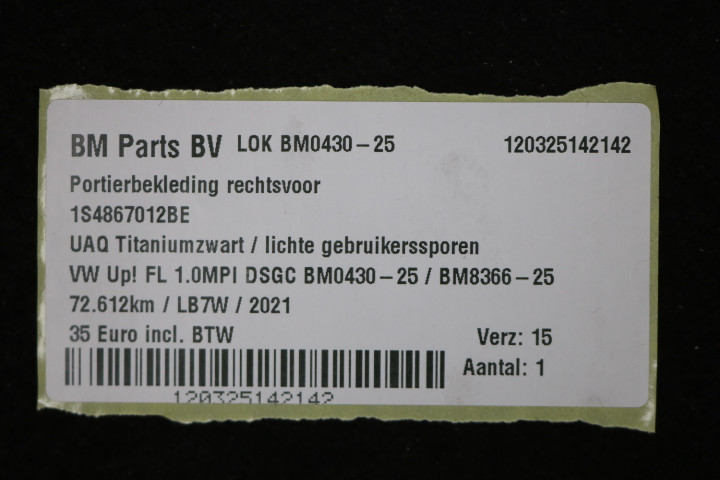 BM Parts BV LOK BM0430-25 120325142142
Portierbekleding rechtsvoor
1S4867012BE
UAQ Titaniumzwart / lichte gebruikerssporen
VW Up! FL 1.0MPI DSGC BM0430-25 / BM8366-25
72.612km / LB7W / 2021
35 Euro incl. BTW Verz: 15
Aantal: 1
120325142142